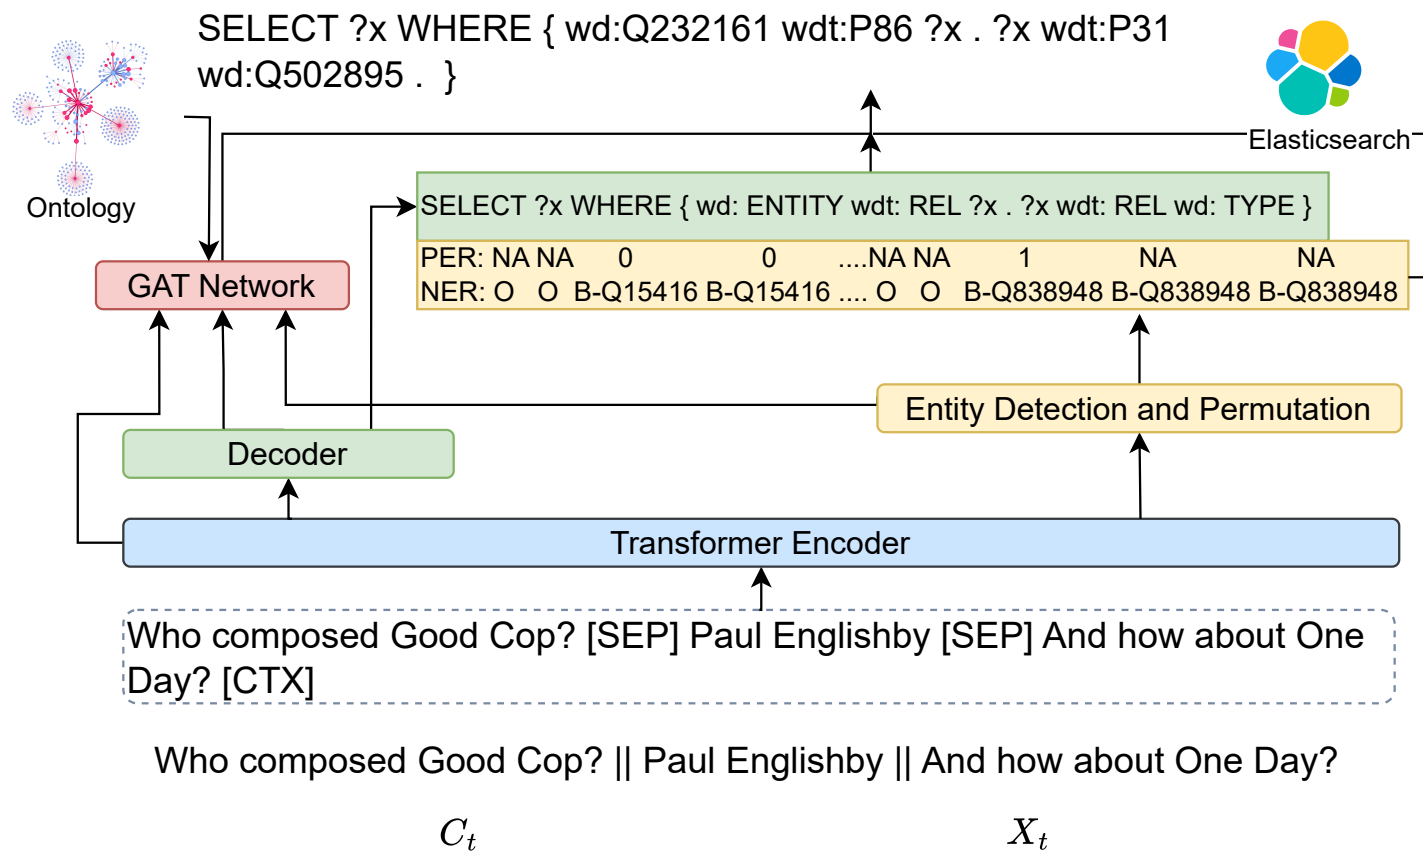 SELECT ?x WHERE { wd:Q232161 wdt:P86 ?x . ?x wdt:P31
wd:Q502895 . }
Elasticsearch
Ontology
SELECT ?x WHERE { wd: ENTITY wdt: REL ?x . ?x wdt: REL wd: TYPE }
PER: NA NA 0 0 ....NA NA 1 NA NA
NER: O O B-Q15416 B-Q15416 .... O O B-Q838948 B-Q838948 B-Q838948
GAT Network
Entity Detection and Permutation
Decoder
Transformer Encoder
Who composed Good Cop? [SEP] Paul Englishby [SEP] And how about One
Day? [CTX]
Who composed Good Cop? || Paul Englishby || And how about One Day?
C_t X_t